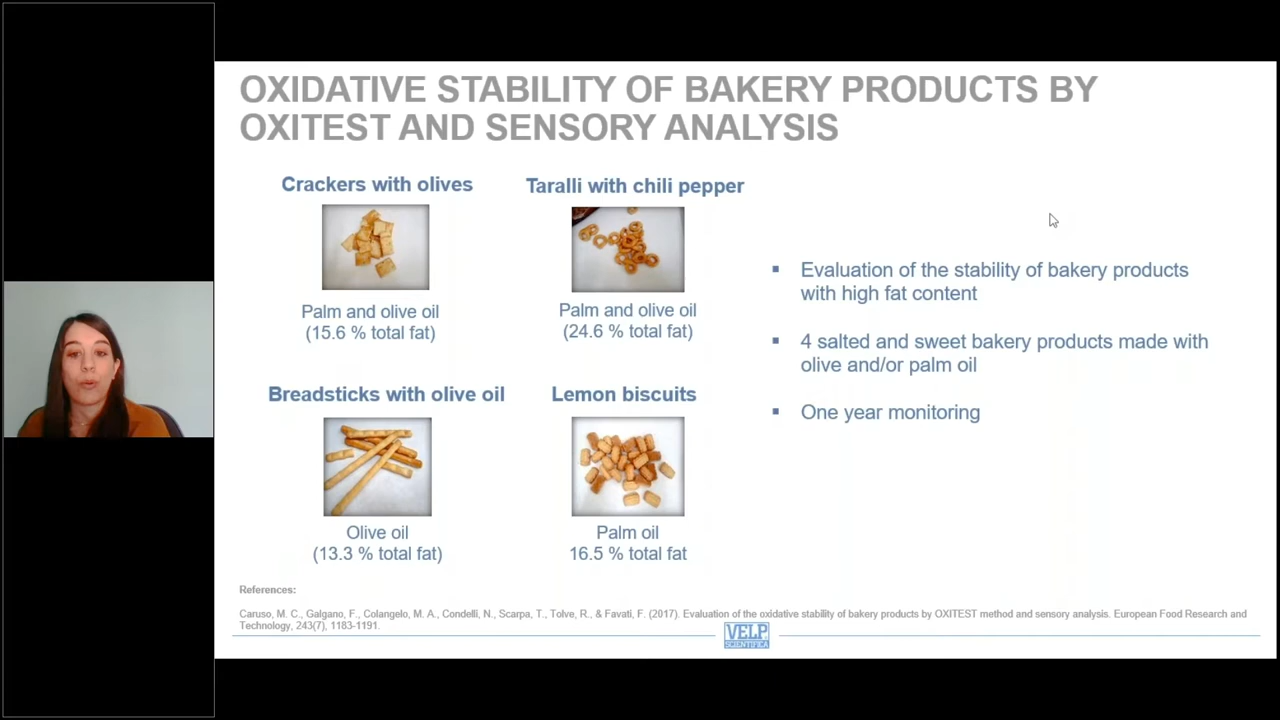 OXIDATIVE STABILITY OF BAKERY PRODUCTS BY
OXITEST AND SENSORY ANALYSIS
Crackers with olives
Palm and olive oil
(15.6 % total fat)
Taralli with chili pepper
Palm and olive oil
(24.6 % total fat)
Breadsticks with olive oil
Olive oil
(13.3 % total fat)
Lemon biscuits
Palm oil
16.5 % total fat
▪ Evaluation of the stability of bakery products
with high fat content
▪ 4 salted and sweet bakery products made with
olive and/or palm oil
▪ One year monitoring
References:
Caruso, M. C., Galgano, F., Colangelo, M. A., Condelli, N., Scarpa, T., Tolve, R., & Favati, F. (2017). Evaluation of the oxidative stability of bakery products by OXITEST method and sensory analysis. European Food Research and
Technology, 243(7), 1183-1191.
VELP
SCIENTIFICA